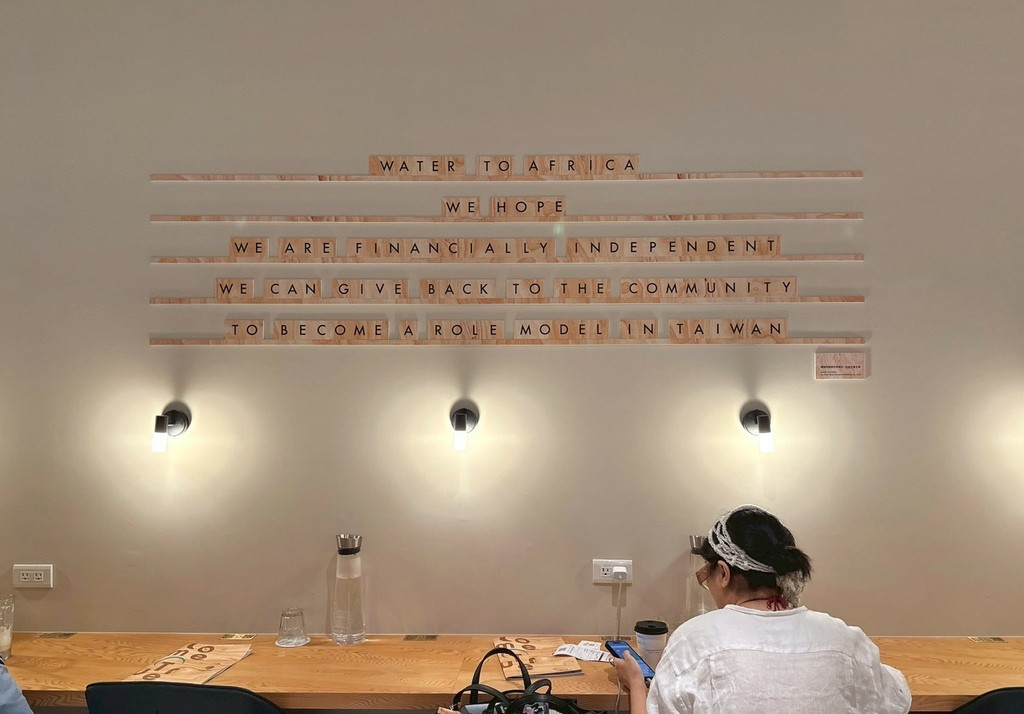 WATER TO AFRICA
WE HOPE
WE ARE FINANCIALLY INDEPENDENT
WE CAN GIVE BACK TO THE COMMUNITY
TO BECOME A ROLE MODEL IN TAIWAN